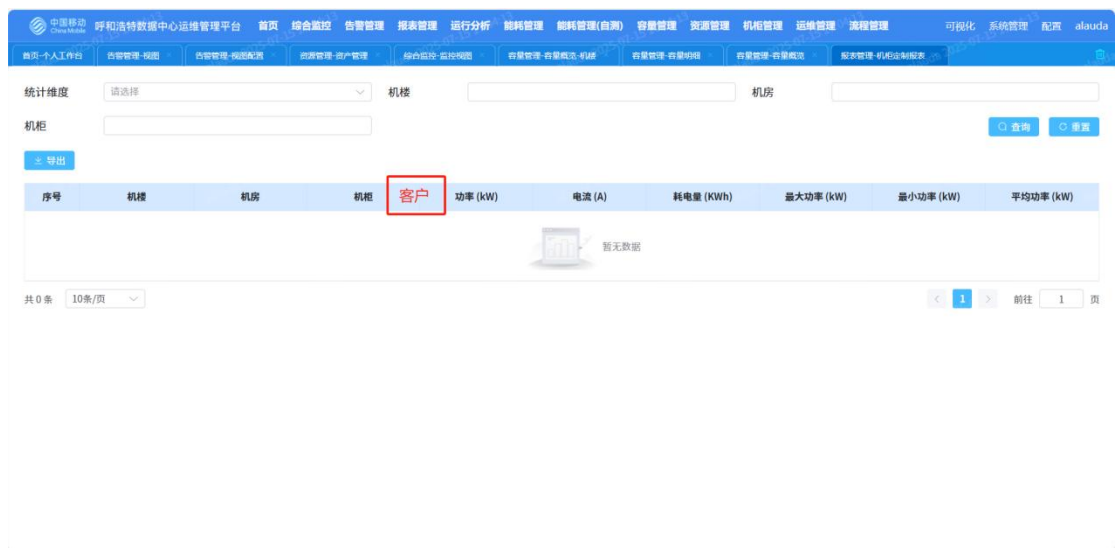 中国移动 China Mobile 呼和浩特数据中心运维管理平台 首页 综合监控 告警管理 报表管理 运行分析 能耗管理 能耗管理(自测) 容量管理 资源管理 机柜管理 运维管理 流程管理 可视化 系统管理 配置 alauda
首页-个人工作台 告警管理-视图 告警管理-视图配置 资源管理-资产管理 综合监控-监控视图 容量管理-容量概览-机楼 容量管理-容量明细 容量管理-容量概览 报表管理-机柜定制报表
统计维度 请选择 机楼 机房
机柜 查询 重置
导出
序号 机楼 机房 机柜 客户 功率 (kW) 电流 (A) 耗电量 (KWh) 最大功率 (kW) 最小功率 (kW) 平均功率 (kW)
暂无数据
共 0 条 10条/页 1 前往 1 页